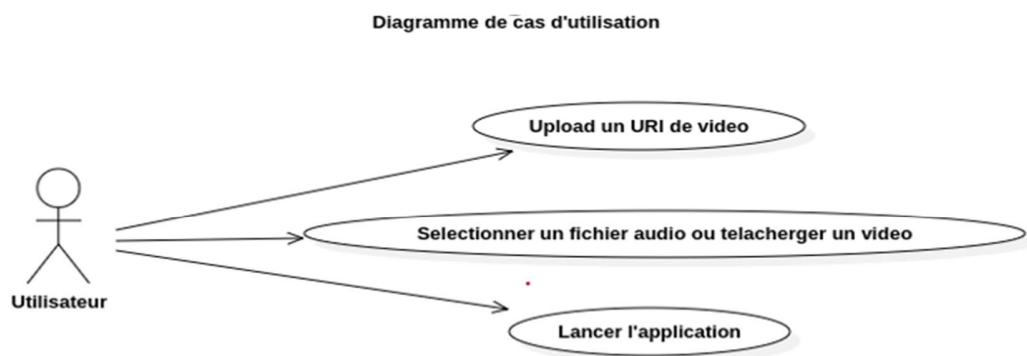 Diagramme de cas d'utilisation
Upload un URI de video
Selectionner un fichier audio ou telacherger un video
Utilisateur
Lancer l'application